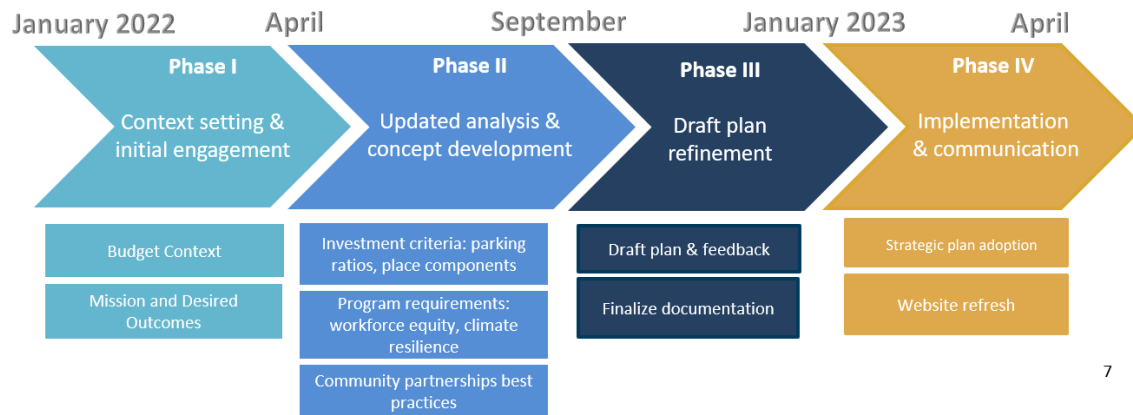 January 2022 April September January 2023 April
Phase I
Context setting &
initial engagement
Phase II
Updated analysis &
concept development
Phase III
Draft plan
refinement
Phase IV
Implementation
& communication
Budget Context
Mission and Desired
Outcomes
Investment criteria: parking
ratios, place components
Program requirements:
workforce equity, climate
resilience
Community partnerships best
practices
Draft plan & feedback
Finalize documentation
Strategic plan adoption
Website refresh
7